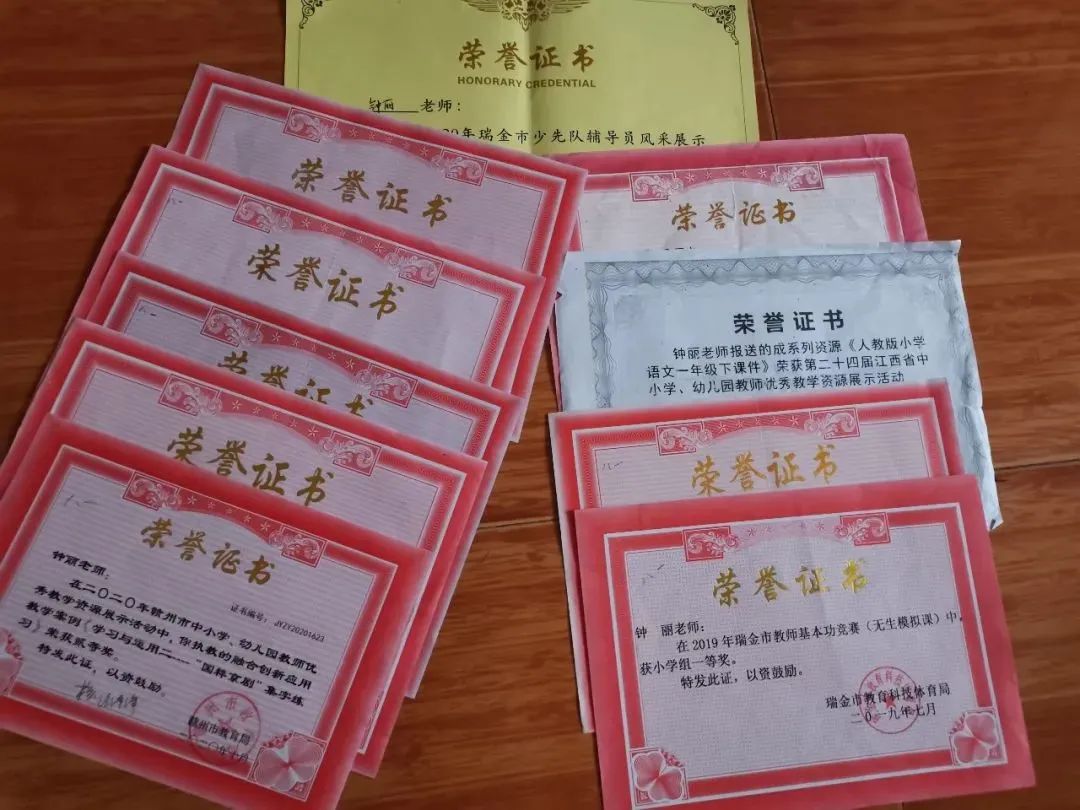 荣誉证书
HONORARY CREDENTIAL
钟丽 老师：
年瑞金市少先队辅导员风采展示
荣誉证书
荣誉证书
荣誉证书
荣誉证书
荣誉证书
钟丽老师：
证书编号：JYZY20201623
在二〇二〇年赣州市中小学、幼儿园教师优
秀教学资源展示活动中，你执教的融合创新应用
教学案例《学习与运用二——“国粹京剧”集字练
习》荣获贰等奖。
特发此证，以资鼓励。
赣州市教育局
荣誉证书
荣誉证书
钟丽老师报送的成系列资源《人教版小学
语文一年级下课件》荣获第二十四届江西省中
小学、幼儿园教师优秀教学资源展示活动
荣誉证书
荣誉证书
钟 丽老师：
在2019年瑞金市教师基本功竞赛（无生模拟课）中，
获小学组一等奖。
特发此证，以资鼓励。
瑞金市教育科技体育局
二〇一九年七月